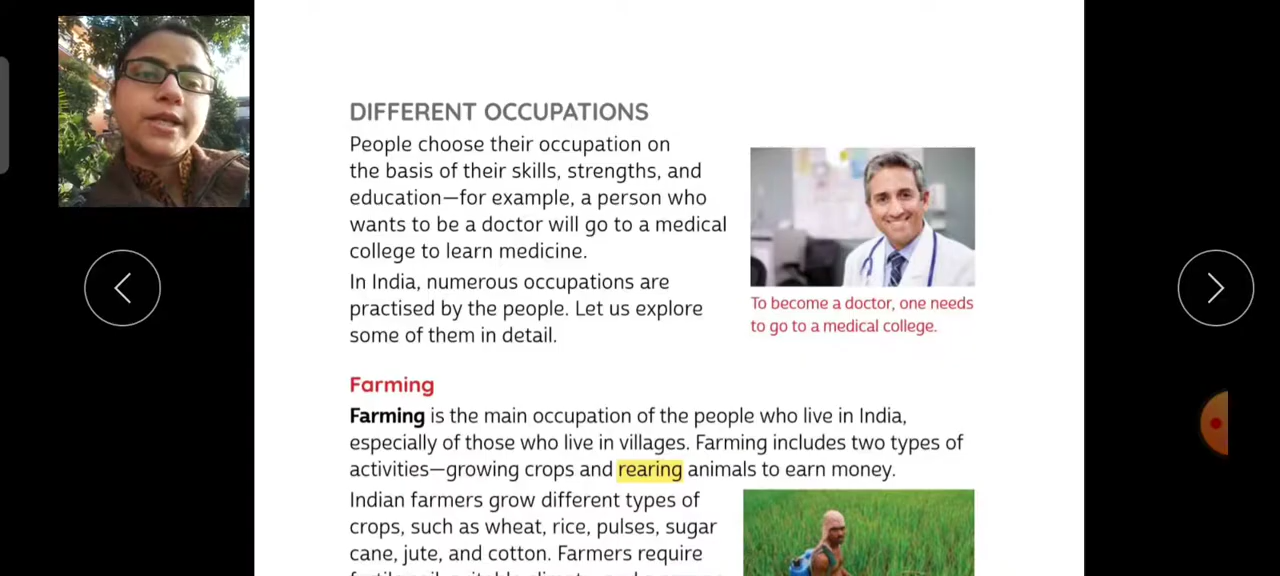 DIFFERENT OCCUPATIONS
People choose their occupation on
the basis of their skills, strengths, and
education—for example, a person who
wants to be a doctor will go to a medical
college to learn medicine.
In India, numerous occupations are
practised by the people. Let us explore
some of them in detail.
To become a doctor, one needs
to go to a medical college.
Farming
Farming is the main occupation of the people who live in India,
especially of those who live in villages. Farming includes two types of
activities—growing crops and rearing animals to earn money.
Indian farmers grow different types of
crops, such as wheat, rice, pulses, sugar
cane, jute, and cotton. Farmers require